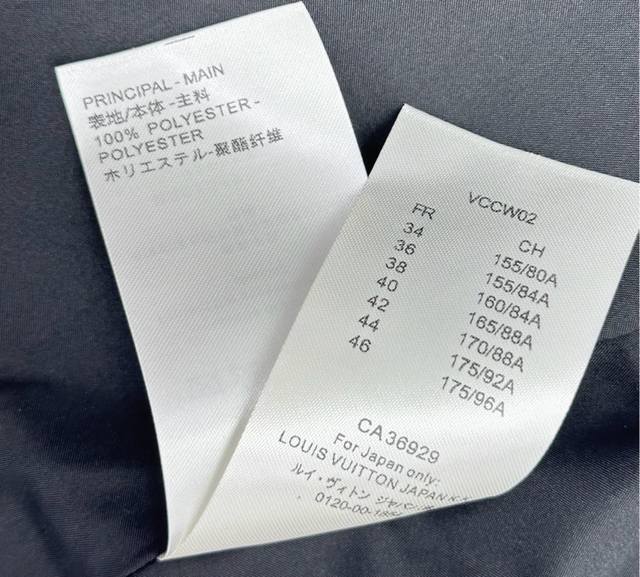 PRINCIPAL - MAIN
表地/本体 -主料
100% POLYESTER -
POLYESTER
ホリエステル-聚酯纤维
VCCW02
FR CH
34 155/80A
36 155/84A
38 160/84A
40 165/88A
42 170/88A
44 175/92A
46 175/96A
CA36929
For Japan only:
LOUIS VUITTON JAPAN
ルイ・ヴィトン
0120-00-